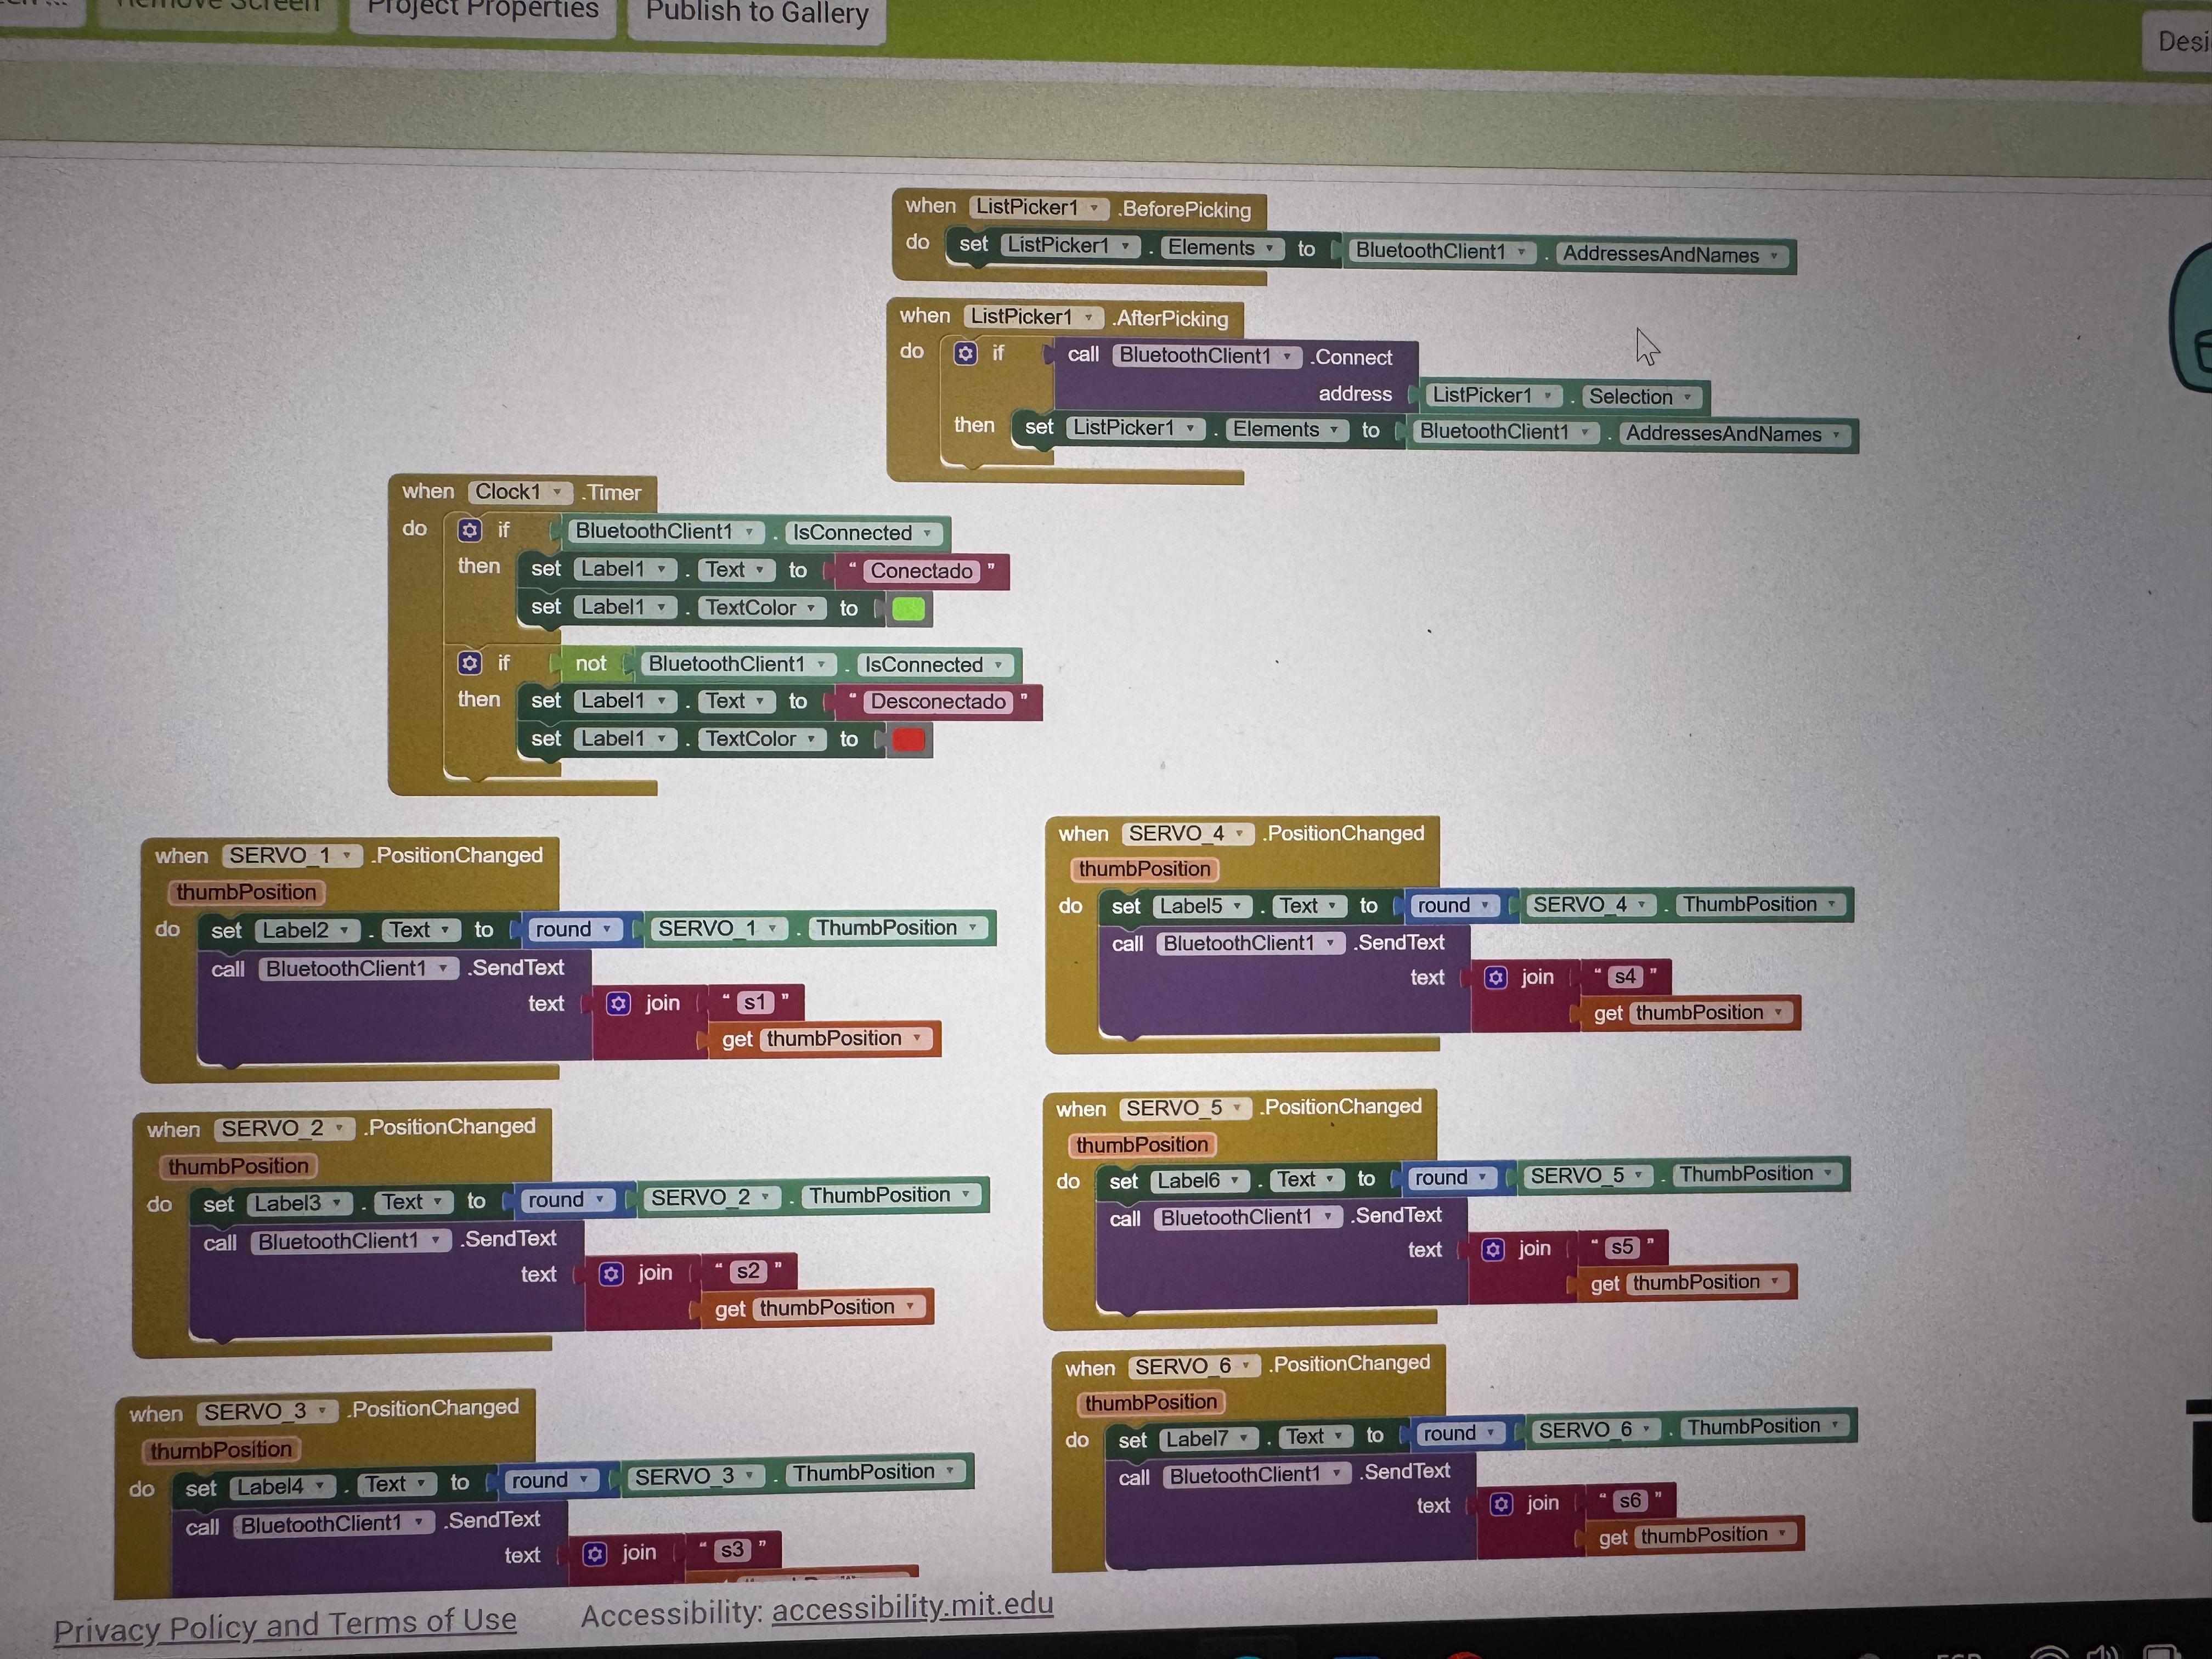 Remove Screen
Project Properties
Publish to Gallery
when ListPicker1 .BeforePicking
do set ListPicker1 . Elements to BluetoothClient1 . AddressesAndNames
when ListPicker1 .AfterPicking
do if call BluetoothClient1 .Connect
address ListPicker1 . Selection
then set ListPicker1 . Elements to BluetoothClient1 . AddressesAndNames
when Clock1 .Timer
do if BluetoothClient1 . IsConnected
then set Label1 . Text to " Conectado "
set Label1 . TextColor to
if not BluetoothClient1 . IsConnected
then set Label1 . Text to " Desconectado "
set Label1 . TextColor to
when SERVO_1 .PositionChanged
thumbPosition
do set Label2 . Text to round SERVO_1 . ThumbPosition
call BluetoothClient1 .SendText
text join " s1 "
get thumbPosition
when SERVO_2 .PositionChanged
thumbPosition
do set Label3 . Text to round SERVO_2 . ThumbPosition
call BluetoothClient1 .SendText
text join " s2 "
get thumbPosition
when SERVO_3 .PositionChanged
thumbPosition
do set Label4 . Text to round SERVO_3 . ThumbPosition
call BluetoothClient1 .SendText
text join " s3 "
when SERVO_4 .PositionChanged
thumbPosition
do set Label5 . Text to round SERVO_4 . ThumbPosition
call BluetoothClient1 .SendText
text join " s4 "
get thumbPosition
when SERVO_5 .PositionChanged
thumbPosition
do set Label6 . Text to round SERVO_5 . ThumbPosition
call BluetoothClient1 .SendText
text join " s5 "
get thumbPosition
when SERVO_6 .PositionChanged
thumbPosition
do set Label7 . Text to round SERVO_6 . ThumbPosition
call BluetoothClient1 .SendText
text join " s6 "
get thumbPosition
Privacy Policy and Terms of Use
Accessibility: accessibility.mit.edu